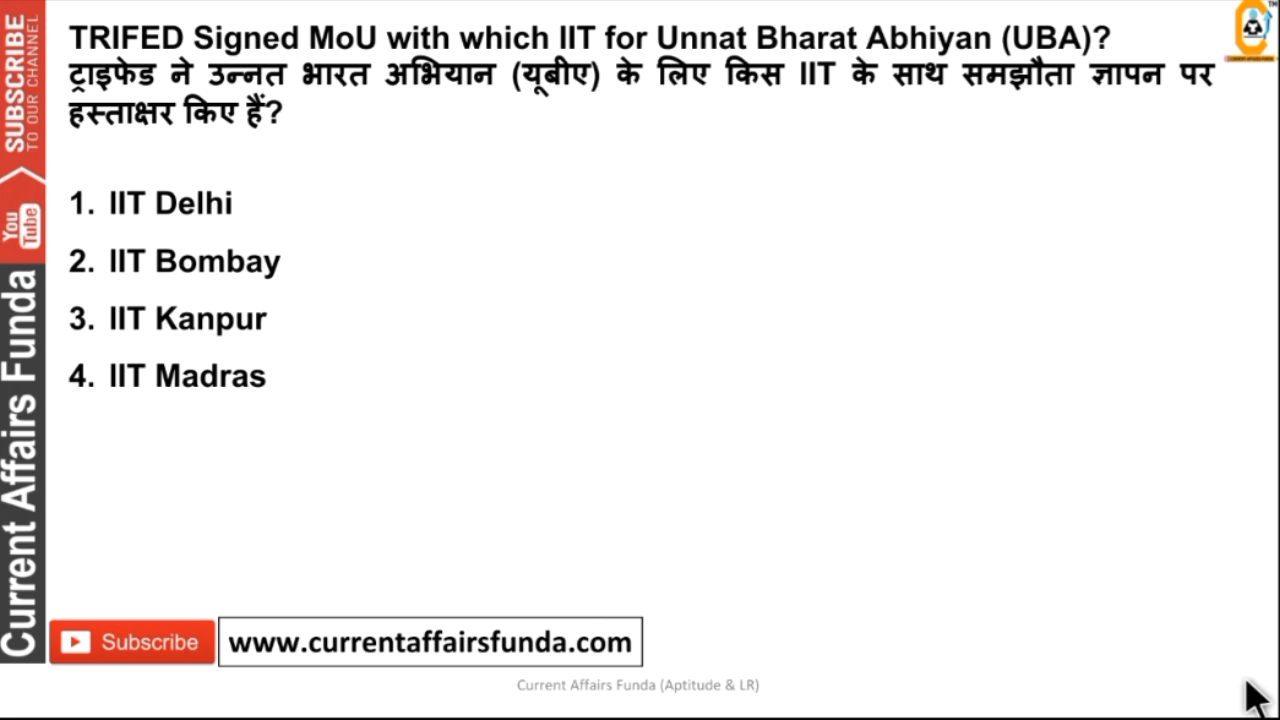 TRIFED Signed MoU with which IIT for Unnat Bharat Abhiyan (UBA)?
ट्राइफेड ने उन्नत भारत अभियान (यूबीए) के लिए किस IIT के साथ समझौता ज्ञापन पर
हस्ताक्षर किए हैं?
1. IIT Delhi
2. IIT Bombay
3. IIT Kanpur
4. IIT Madras
SUBSCRIBE
TO OUR CHANNEL
You
Tube
Current Affairs Funda
Subscribe
www.currentaffairsfunda.com
Current Affairs Funda (Aptitude & LR)